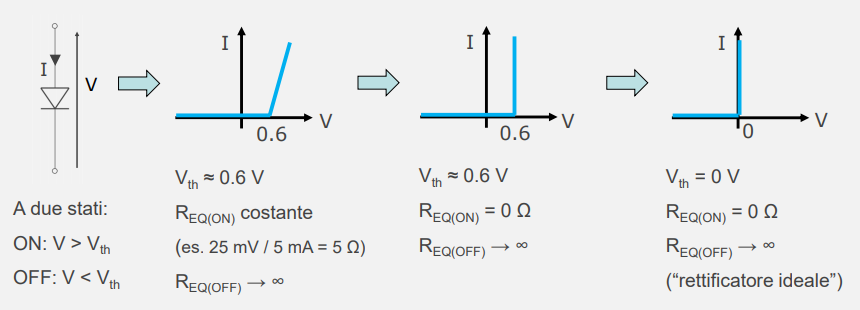 I
V
A due stati:
ON: V > Vth
OFF: V < Vth
I
V
0.6
Vth ≈ 0.6 V
REQ(ON) costante
(es. 25 mV / 5 mA = 5 Ω)
REQ(OFF) → ∞
I
V
0.6
Vth ≈ 0.6 V
REQ(ON) = 0 Ω
REQ(OFF) → ∞
I
V
0
Vth = 0 V
REQ(ON) = 0 Ω
REQ(OFF) → ∞
(“rettificatore ideale”)